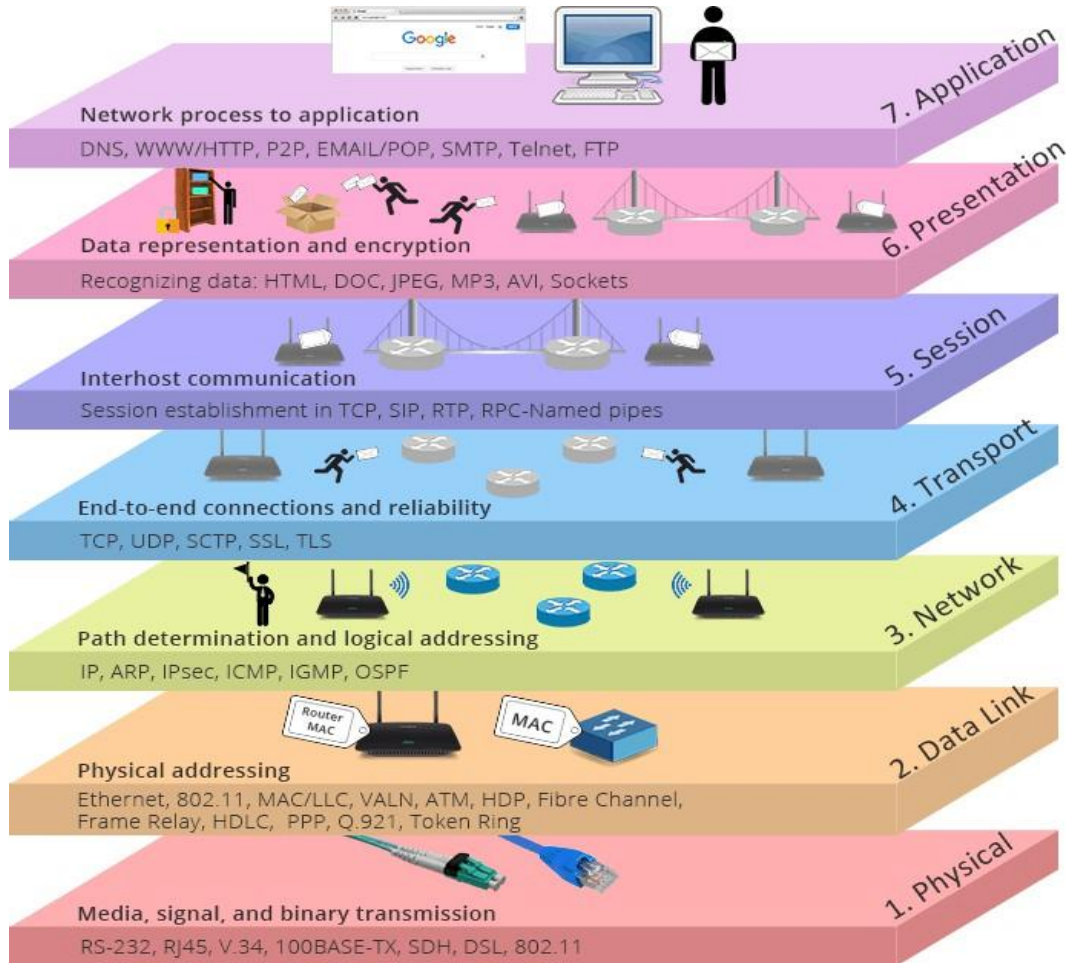 Google
7. Application
Network process to application
DNS, WWW/HTTP, P2P, EMAIL/POP, SMTP, Telnet, FTP
6. Presentation
Data representation and encryption
Recognizing data: HTML, DOC, JPEG, MP3, AVI, Sockets
5. Session
Interhost communication
Session establishment in TCP, SIP, RTP, RPC-Named pipes
4. Transport
End-to-end connections and reliability
TCP, UDP, SCTP, SSL, TLS
3. Network
Path determination and logical addressing
IP, ARP, IPsec, ICMP, IGMP, OSPF
Router
MAC
MAC
2. Data Link
Physical addressing
Ethernet, 802.11, MAC/LLC, VALN, ATM, HDP, Fibre Channel,
Frame Relay, HDLC, PPP, Q.921, Token Ring
1. Physical
Media, signal, and binary transmission
RS-232, RJ45, V.34, 100BASE-TX, SDH, DSL, 802.11